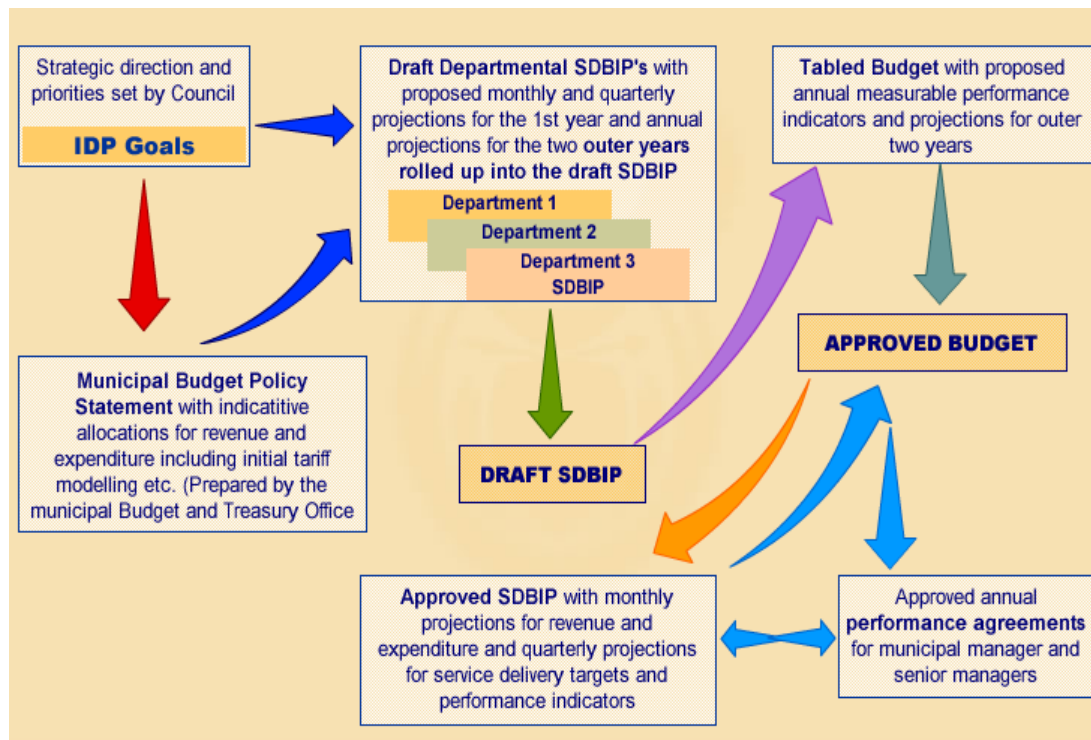 Strategic direction and
priorities set by Council
IDP Goals
Draft Departmental SDBIP's with
proposed monthly and quarterly
projections for the 1st year and annual
projections for the two outer years
rolled up into the draft SDBIP
Department 1
Department 2
Department 3
SDBIP
Tabled Budget with proposed
annual measurable performance
indicators and projections for outer
two years
Municipal Budget Policy
Statement with indicatitive
allocations for revenue and
expenditure including initial tariff
modelling etc. (Prepared by the
municipal Budget and Treasury Office
DRAFT SDBIP
APPROVED BUDGET
Approved SDBIP with monthly
projections for revenue and
expenditure and quarterly projections
for service delivery targets and
performance indicators
Approved annual
performance agreements
for municipal manager and
senior managers